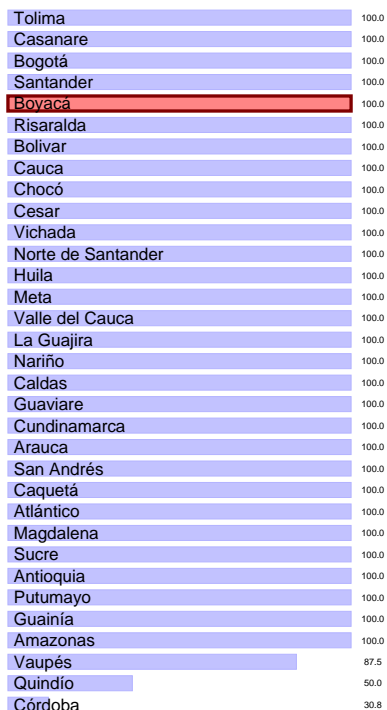 Tolima 100.0
Casanare 100.0
Bogotá 100.0
Santander 100.0
Boyacá 100.0
Risaralda 100.0
Bolivar 100.0
Cauca 100.0
Chocó 100.0
Cesar 100.0
Vichada 100.0
Norte de Santander 100.0
Huila 100.0
Meta 100.0
Valle del Cauca 100.0
La Guajira 100.0
Nariño 100.0
Caldas 100.0
Guaviare 100.0
Cundinamarca 100.0
Arauca 100.0
San Andrés 100.0
Caquetá 100.0
Atlántico 100.0
Magdalena 100.0
Sucre 100.0
Antioquia 100.0
Putumayo 100.0
Guainía 100.0
Amazonas 100.0
Vaupés 87.5
Quindío 50.0
Córdoba 30.8